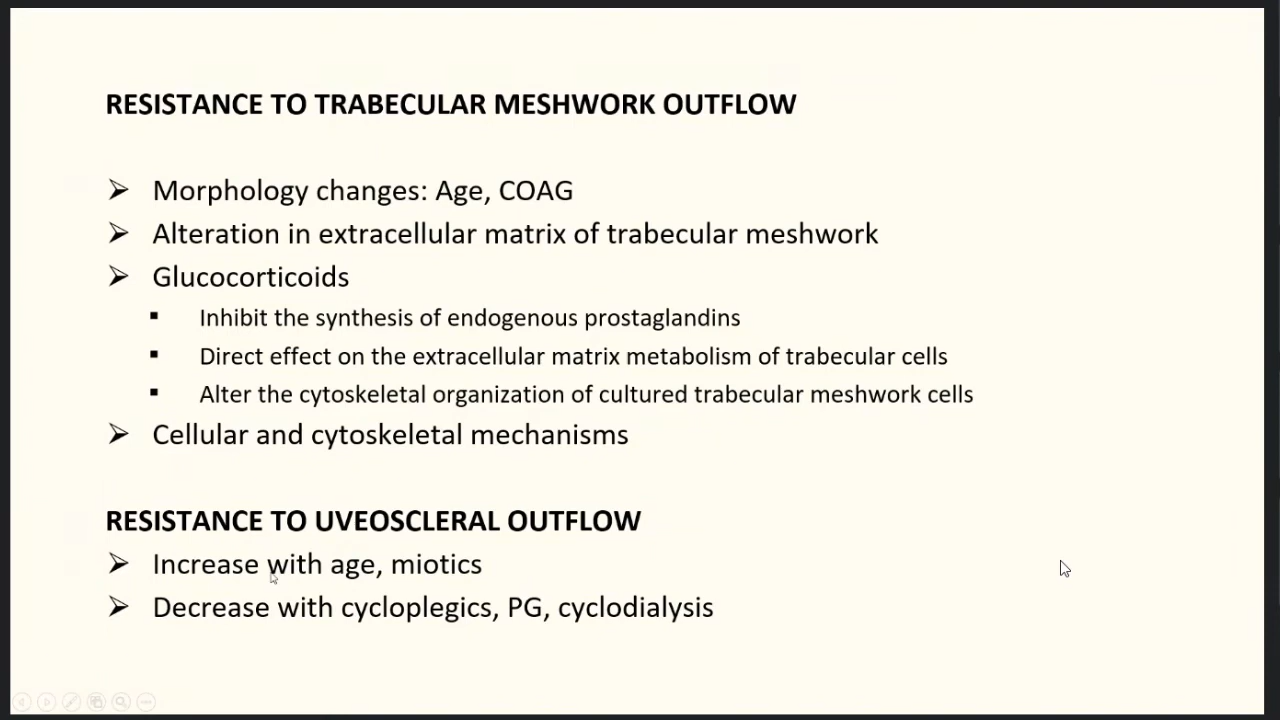 RESISTANCE TO TRABECULAR MESHWORK OUTFLOW
➢ Morphology changes: Age, COAG
➢ Alteration in extracellular matrix of trabecular meshwork
➢ Glucocorticoids
▪ Inhibit the synthesis of endogenous prostaglandins
▪ Direct effect on the extracellular matrix metabolism of trabecular cells
▪ Alter the cytoskeletal organization of cultured trabecular meshwork cells
➢ Cellular and cytoskeletal mechanisms
RESISTANCE TO UVEOSCLERAL OUTFLOW
➢ Increase with age, miotics
➢ Decrease with cycloplegics, PG, cyclodialysis